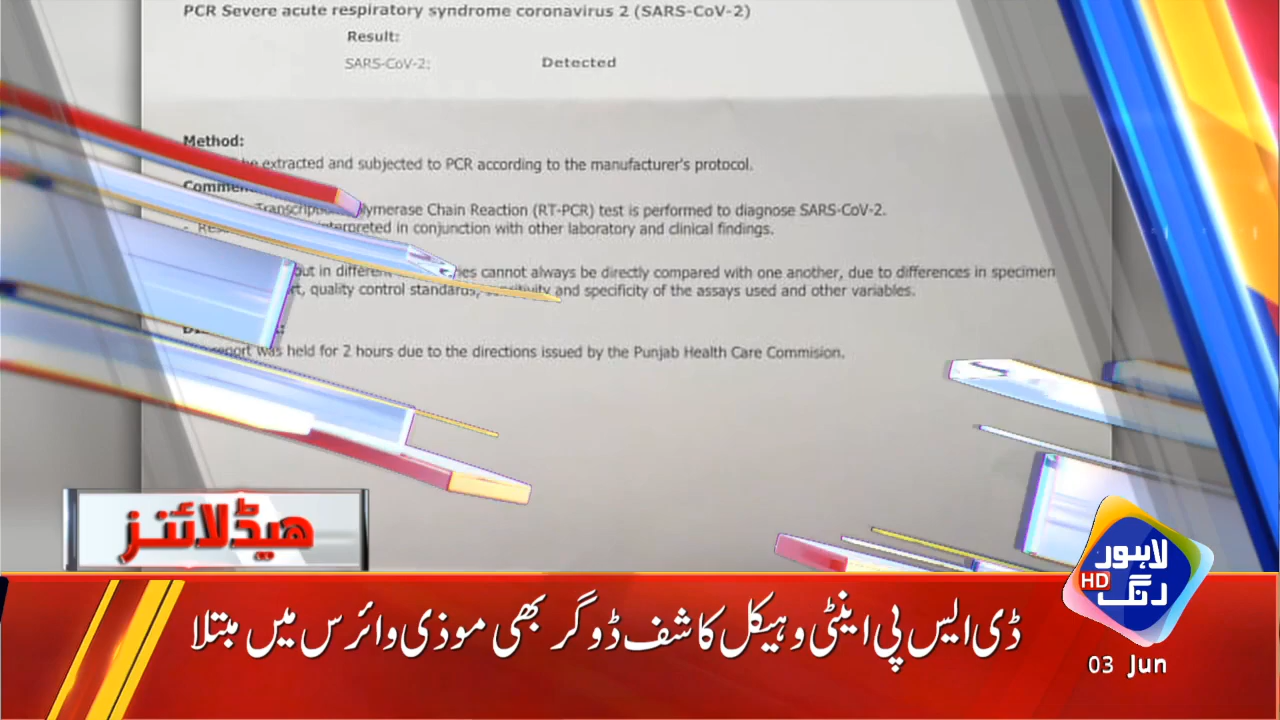 PCR Severe acute respiratory syndrome coronavirus 2 (SARS-CoV-2)
Result:
SARS-CoV-2: Detected
Method:
be extracted and subjected to PCR according to the manufacturer's protocol.
Transcription Polymerase Chain Reaction (RT-PCR) test is performed to diagnose SARS-CoV-2.
interpreted in conjunction with other laboratory and clinical findings.
out in different cannot always be directly compared with one another, due to differences in specimen
quality control standards, sensitivity and specificity of the assays used and other variables.
report was held for 2 hours due to the directions issued by the Punjab Health Care Commision.
ہیڈلائنز
لاہور
رنگ
HD
ڈی ایس پی اینٹی وہیکل کاشف ڈوگر بھی موذی وائرس میں مبتلا
03 Jun